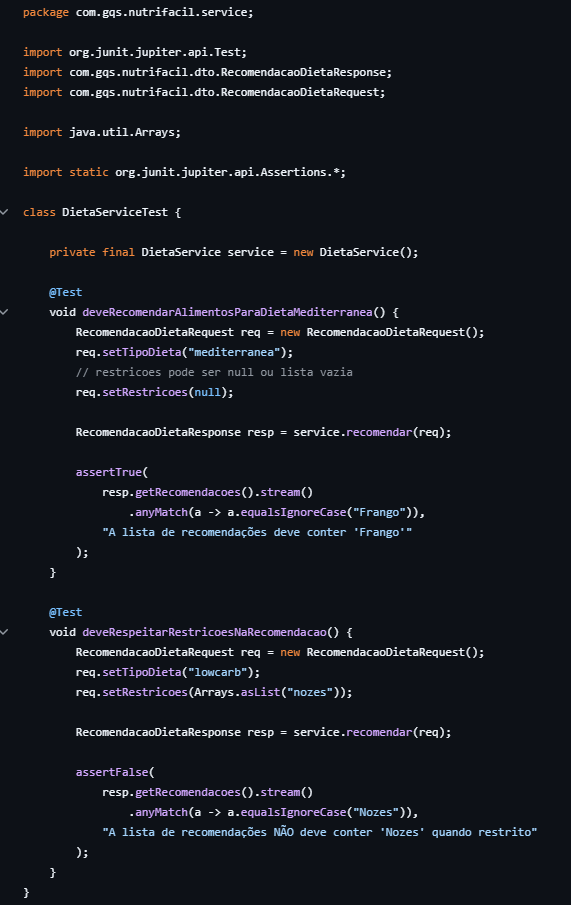 package com.gqs.nutrifacil.service;
import org.junit.jupiter.api.Test;
import com.gqs.nutrifacil.dto.RecomendacaoDietaResponse;
import com.gqs.nutrifacil.dto.RecomendacaoDietaRequest;
import java.util.Arrays;
import static org.junit.jupiter.api.Assertions.*;
class DietaServiceTest {
    private final DietaService service = new DietaService();
    @Test
    void deveRecomendarAlimentosParaDietaMediterranea() {
        RecomendacaoDietaRequest req = new RecomendacaoDietaRequest();
        req.setTipoDieta("mediterranea");
        // restricoes pode ser null ou lista vazia
        req.setRestricoes(null);
        RecomendacaoDietaResponse resp = service.recomendar(req);
        assertTrue(
            resp.getRecomendacoes().stream()
                .anyMatch(a -> a.equalsIgnoreCase("Frango")),
            "A lista de recomendações deve conter 'Frango'"
        );
    }
    @Test
    void deveRespeitarRestricoesNaRecomendacao() {
        RecomendacaoDietaRequest req = new RecomendacaoDietaRequest();
        req.setTipoDieta("lowcarb");
        req.setRestricoes(Arrays.asList("nozes"));
        RecomendacaoDietaResponse resp = service.recomendar(req);
        assertFalse(
            resp.getRecomendacoes().stream()
                .anyMatch(a -> a.equalsIgnoreCase("Nozes")),
            "A lista de recomendações NÃO deve conter 'Nozes' quando restrito"
        );
    }
}